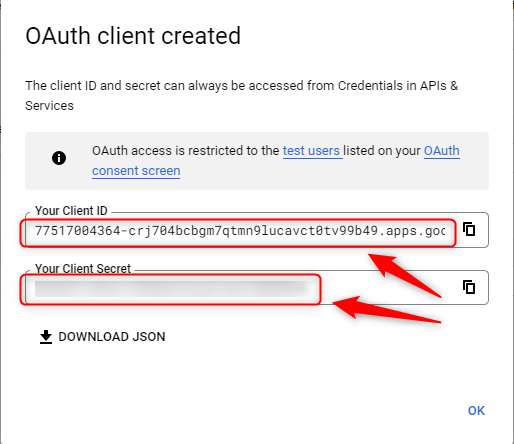 OAuth client created
The client ID and secret can always be accessed from Credentials in APIs &
Services
OAuth access is restricted to the test users listed on your OAuth
consent screen
Your Client ID
77517004364-crj704bcbgm7qtmn9lucavct0tv99b49.apps.goo
Your Client Secret
DOWNLOAD JSON
OK